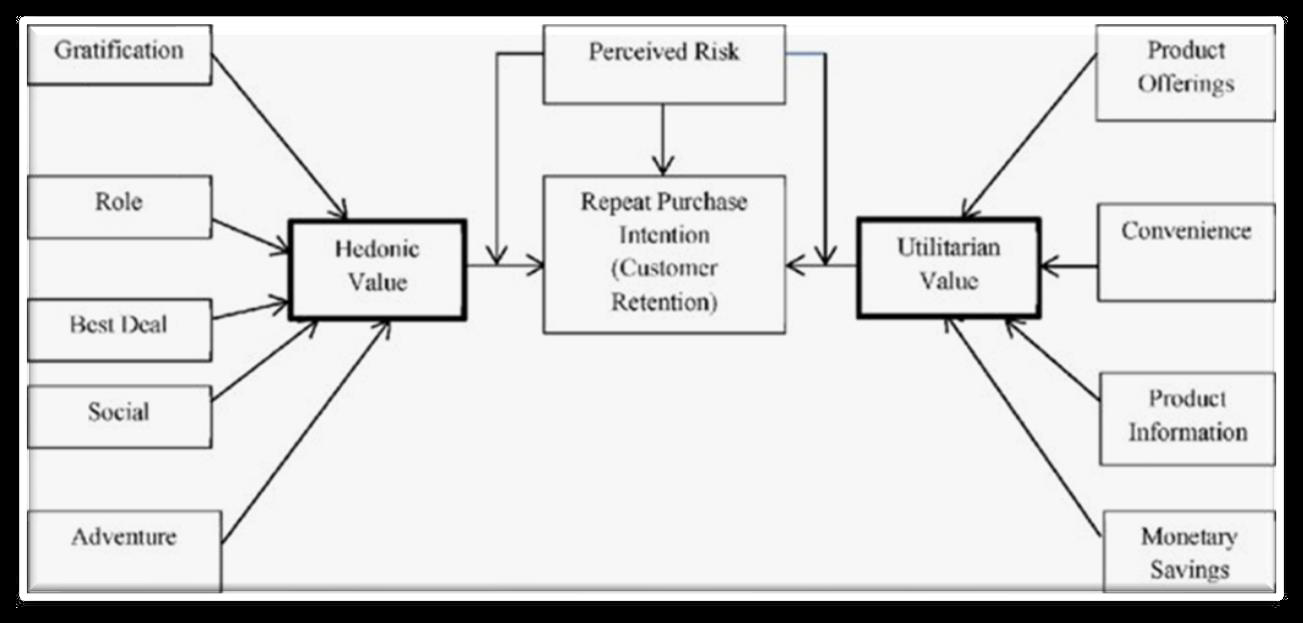 Gratification
Role
Best Deal
Social
Adventure
Hedonic
Value
Perceived Risk
Repeat Purchase
Intention
(Customer
Retention)
Utilitarian
Value
Product
Offerings
Convenience
Product
Information
Monetary
Savings